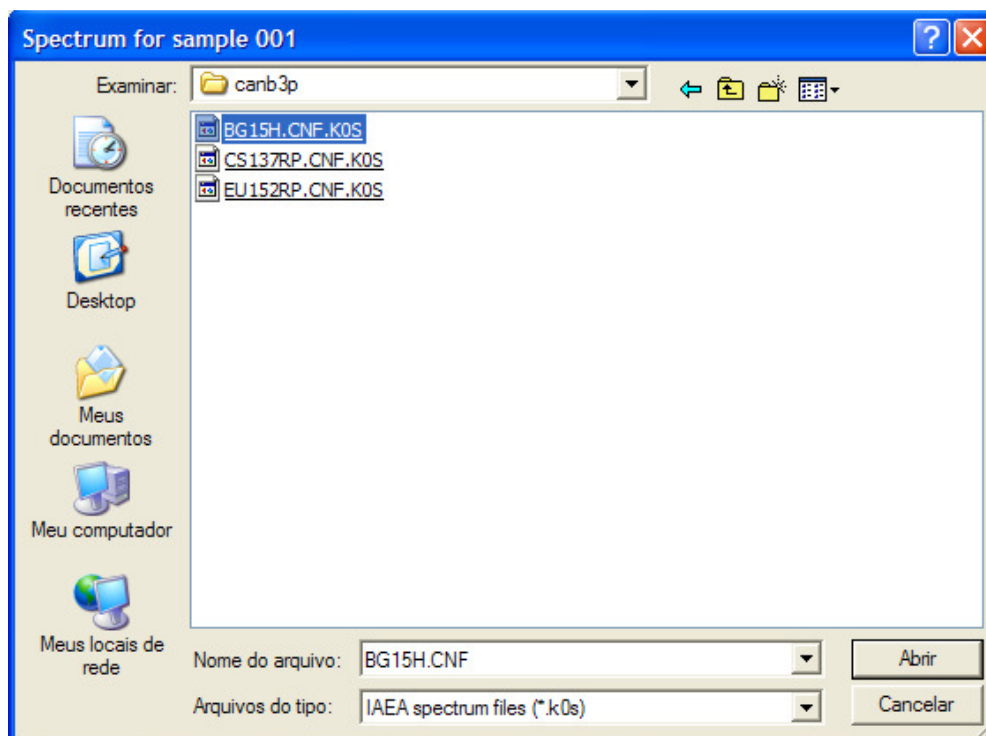 Spectrum for sample 001
Examinar:
canb3p
BG15H.CNF.K0S
CS137RP.CNF.K0S
EU152RP.CNF.K0S
Documentos
recentes
Desktop
Meus
documentos
Meu computador
Meus locais de
rede
Nome do arquivo:
BG15H.CNF
Abrir
Arquivos do tipo:
IAEA spectrum files (*.k0s)
Cancelar